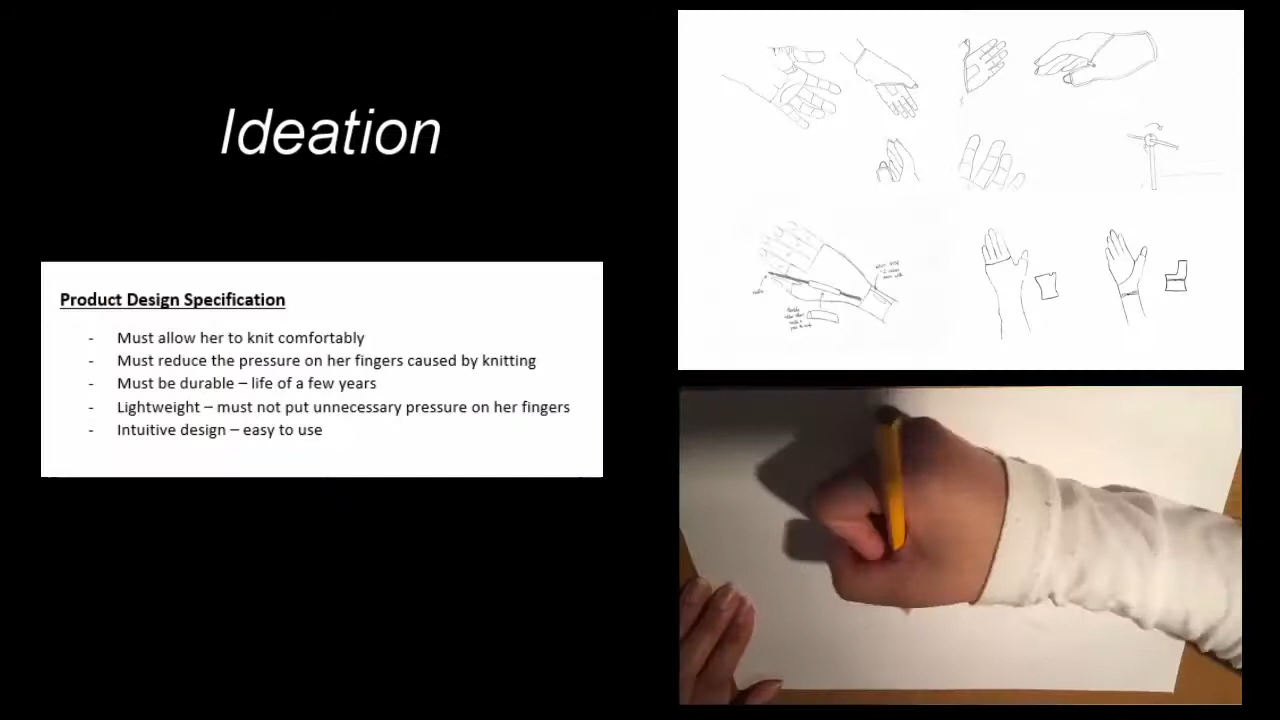 Ideation
Product Design Specification
- Must allow her to knit comfortably
- Must reduce the pressure on her fingers caused by knitting
- Must be durable – life of a few years
- Lightweight – must not put unnecessary pressure on her fingers
- Intuitive design – easy to use